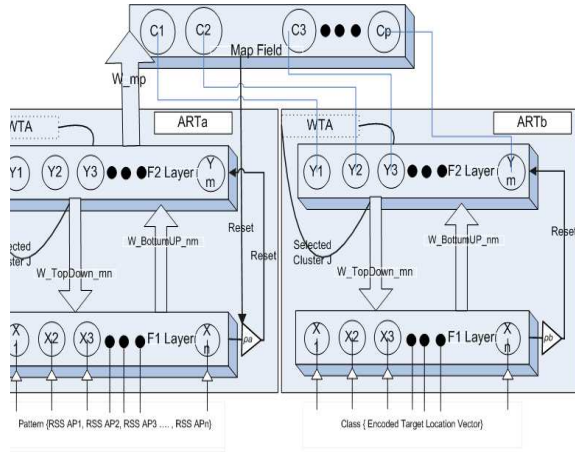 C1 C2 C3 Cp
Map Field
W_mp
WTA ARTa
WTA ARTb
Y1 Y2 Y3 F2 Layer Y m
Y1 Y2 Y3 F2 Layer Y m
Reset
Reset
Reset
Selected Cluster J
W_BottumUP_nm
W_TopDown_mn
Selected
Cluster J
W_BottumUP_nm
W_TopDown_mn
X 1 X2 X3 F1 Layer X n pa
X 1 X2 X3 F1 Layer X n pb
Pattern {RSS AP1, RSS AP2, RSS AP3 .... , RSS APn}
Class { Encoded Target Location Vector}